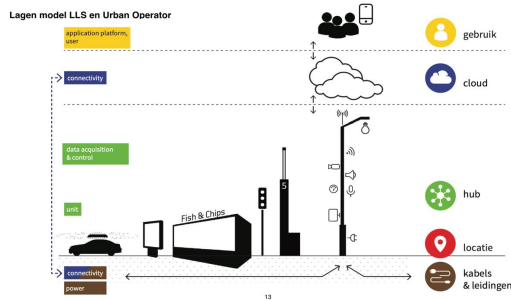 Lagen model LLS en Urban Operator
application platform,
user
gebruik
connectivity
cloud
data acquisition
& control
5
unit
Fish & Chips
hub
locatie
connectivity
power
kabels
& leidingen
13